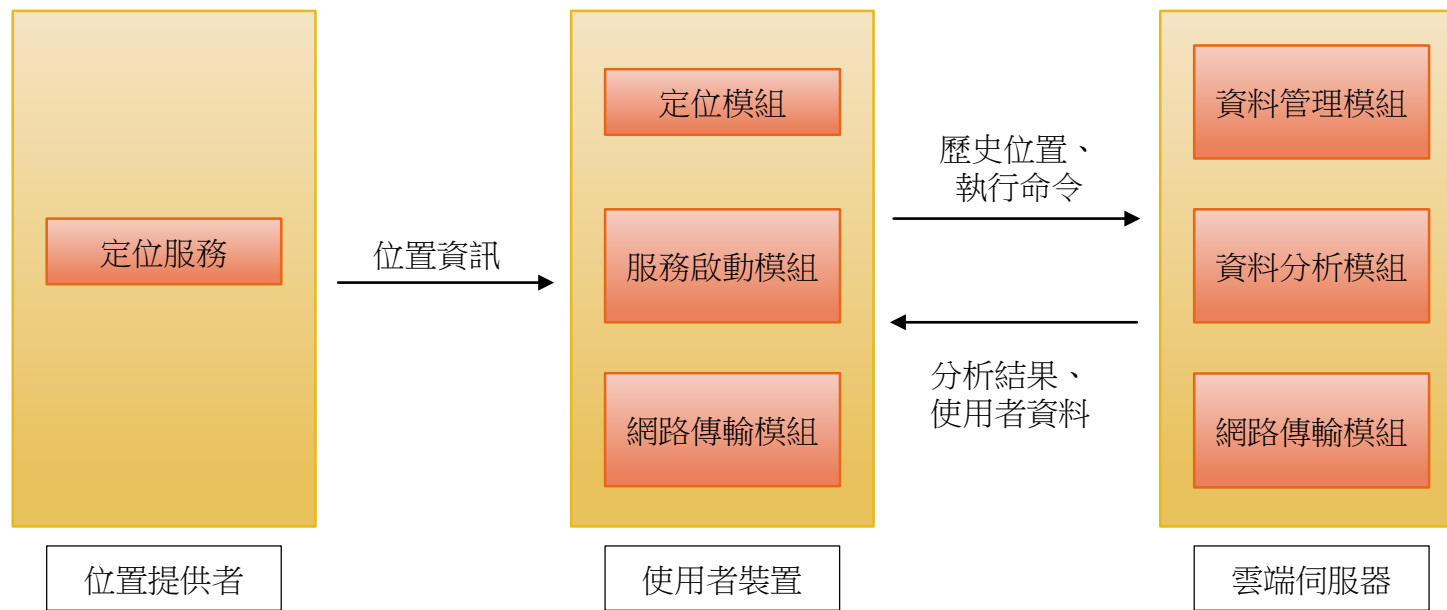 定位服務
位置提供者
位置資訊
定位模組
服務啟動模組
網路傳輸模組
使用者裝置
歷史位置、
執行命令
分析結果、
使用者資料
資料管理模組
資料分析模組
網路傳輸模組
雲端伺服器